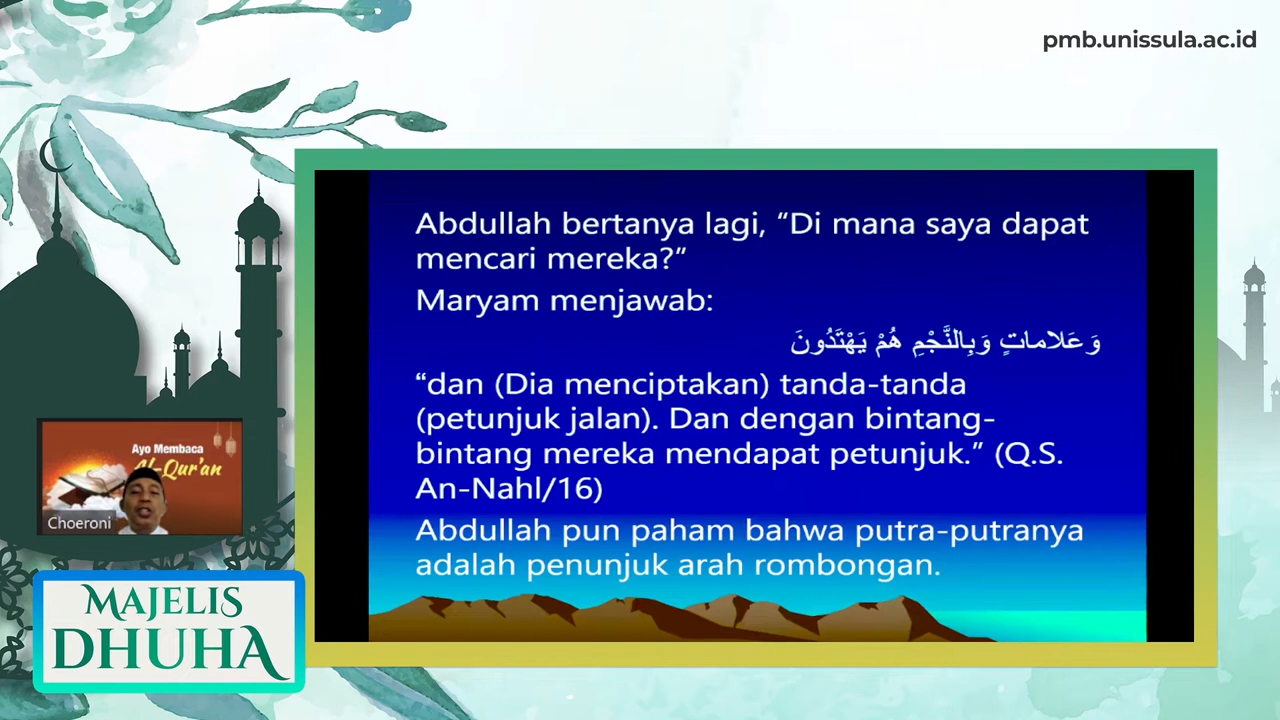 pmb.unissula.ac.id
Abdullah bertanya lagi, “Di mana saya dapat
mencari mereka?”
Maryam menjawab:
وَعَلامَاتٍ وَبِالنَّجْمِ هُمْ يَهْتَدُونَ
“dan (Dia menciptakan) tanda-tanda
(petunjuk jalan). Dan dengan bintang-
bintang mereka mendapat petunjuk.” (Q.S.
An-Nahl/16)
Abdullah pun paham bahwa putra-putranya
adalah penunjuk arah rombongan.
Ayo Membaca
Al-Qur’an
Choeroni
MAJELIS
DHUHA